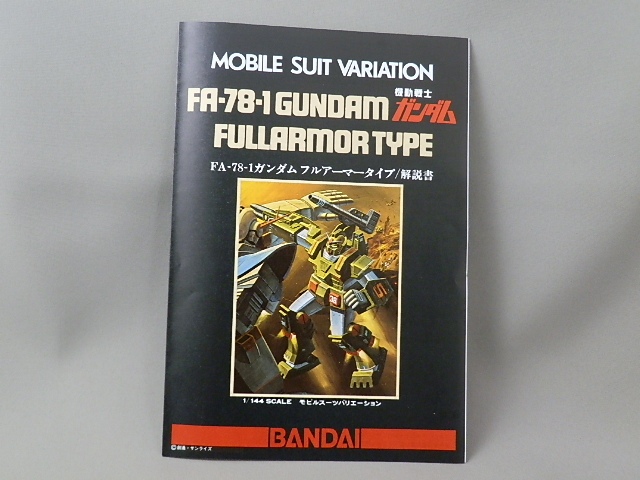 MOBILE SUIT VARIATION
FA-78-1 GUNDAM 機動戦士 ガンダム
FULLARMOR TYPE
FA-78-1ガンダム フルアーマータイプ/解説書
1/144 SCALE モビルスーツバリエーション
BANDAI
©創通・サンライズ